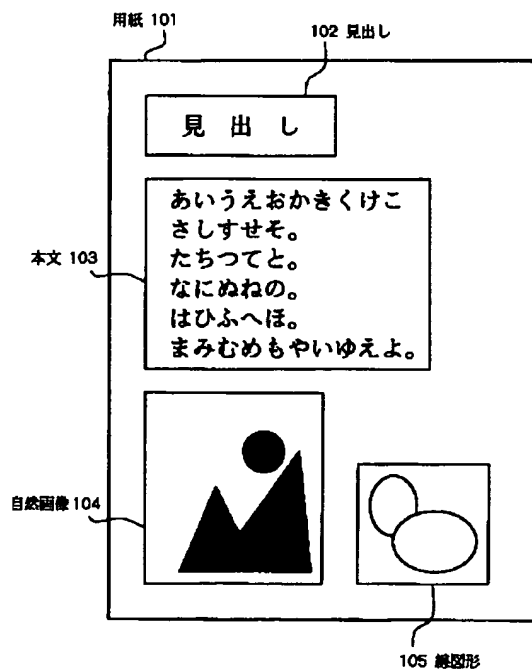 用紙 101
102 見出し
見 出 し
あいうえおかきくけこ
さしすせそ。
たちつてと。
なにぬねの。
はひふへほ。
まみむめもやいゆえよ。
本文 103
自然画像 104
105 線図形